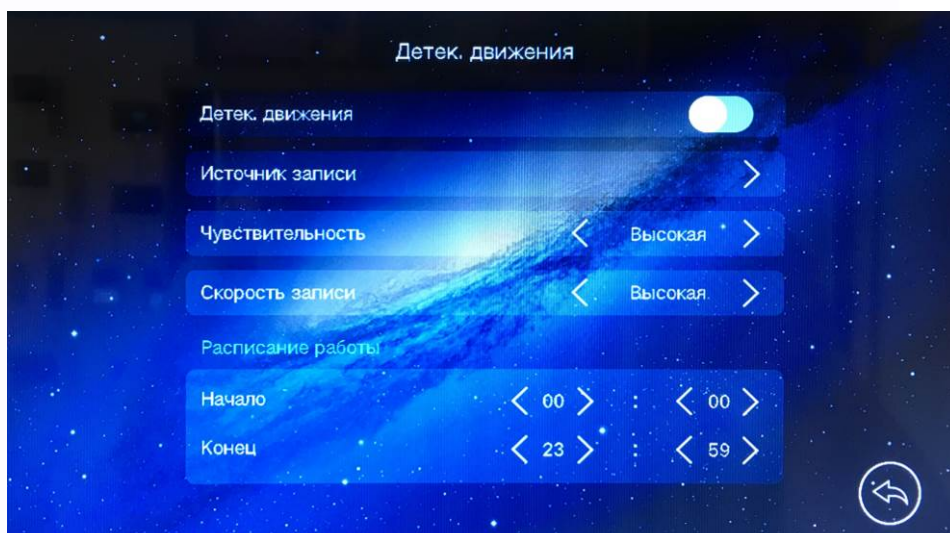 Детек. движения
Детек. движения
Источник записи
Чувствительность Высокая
Скорость записи Высокая
Расписание работы
Начало 00 : 00
Конец 23 : 59